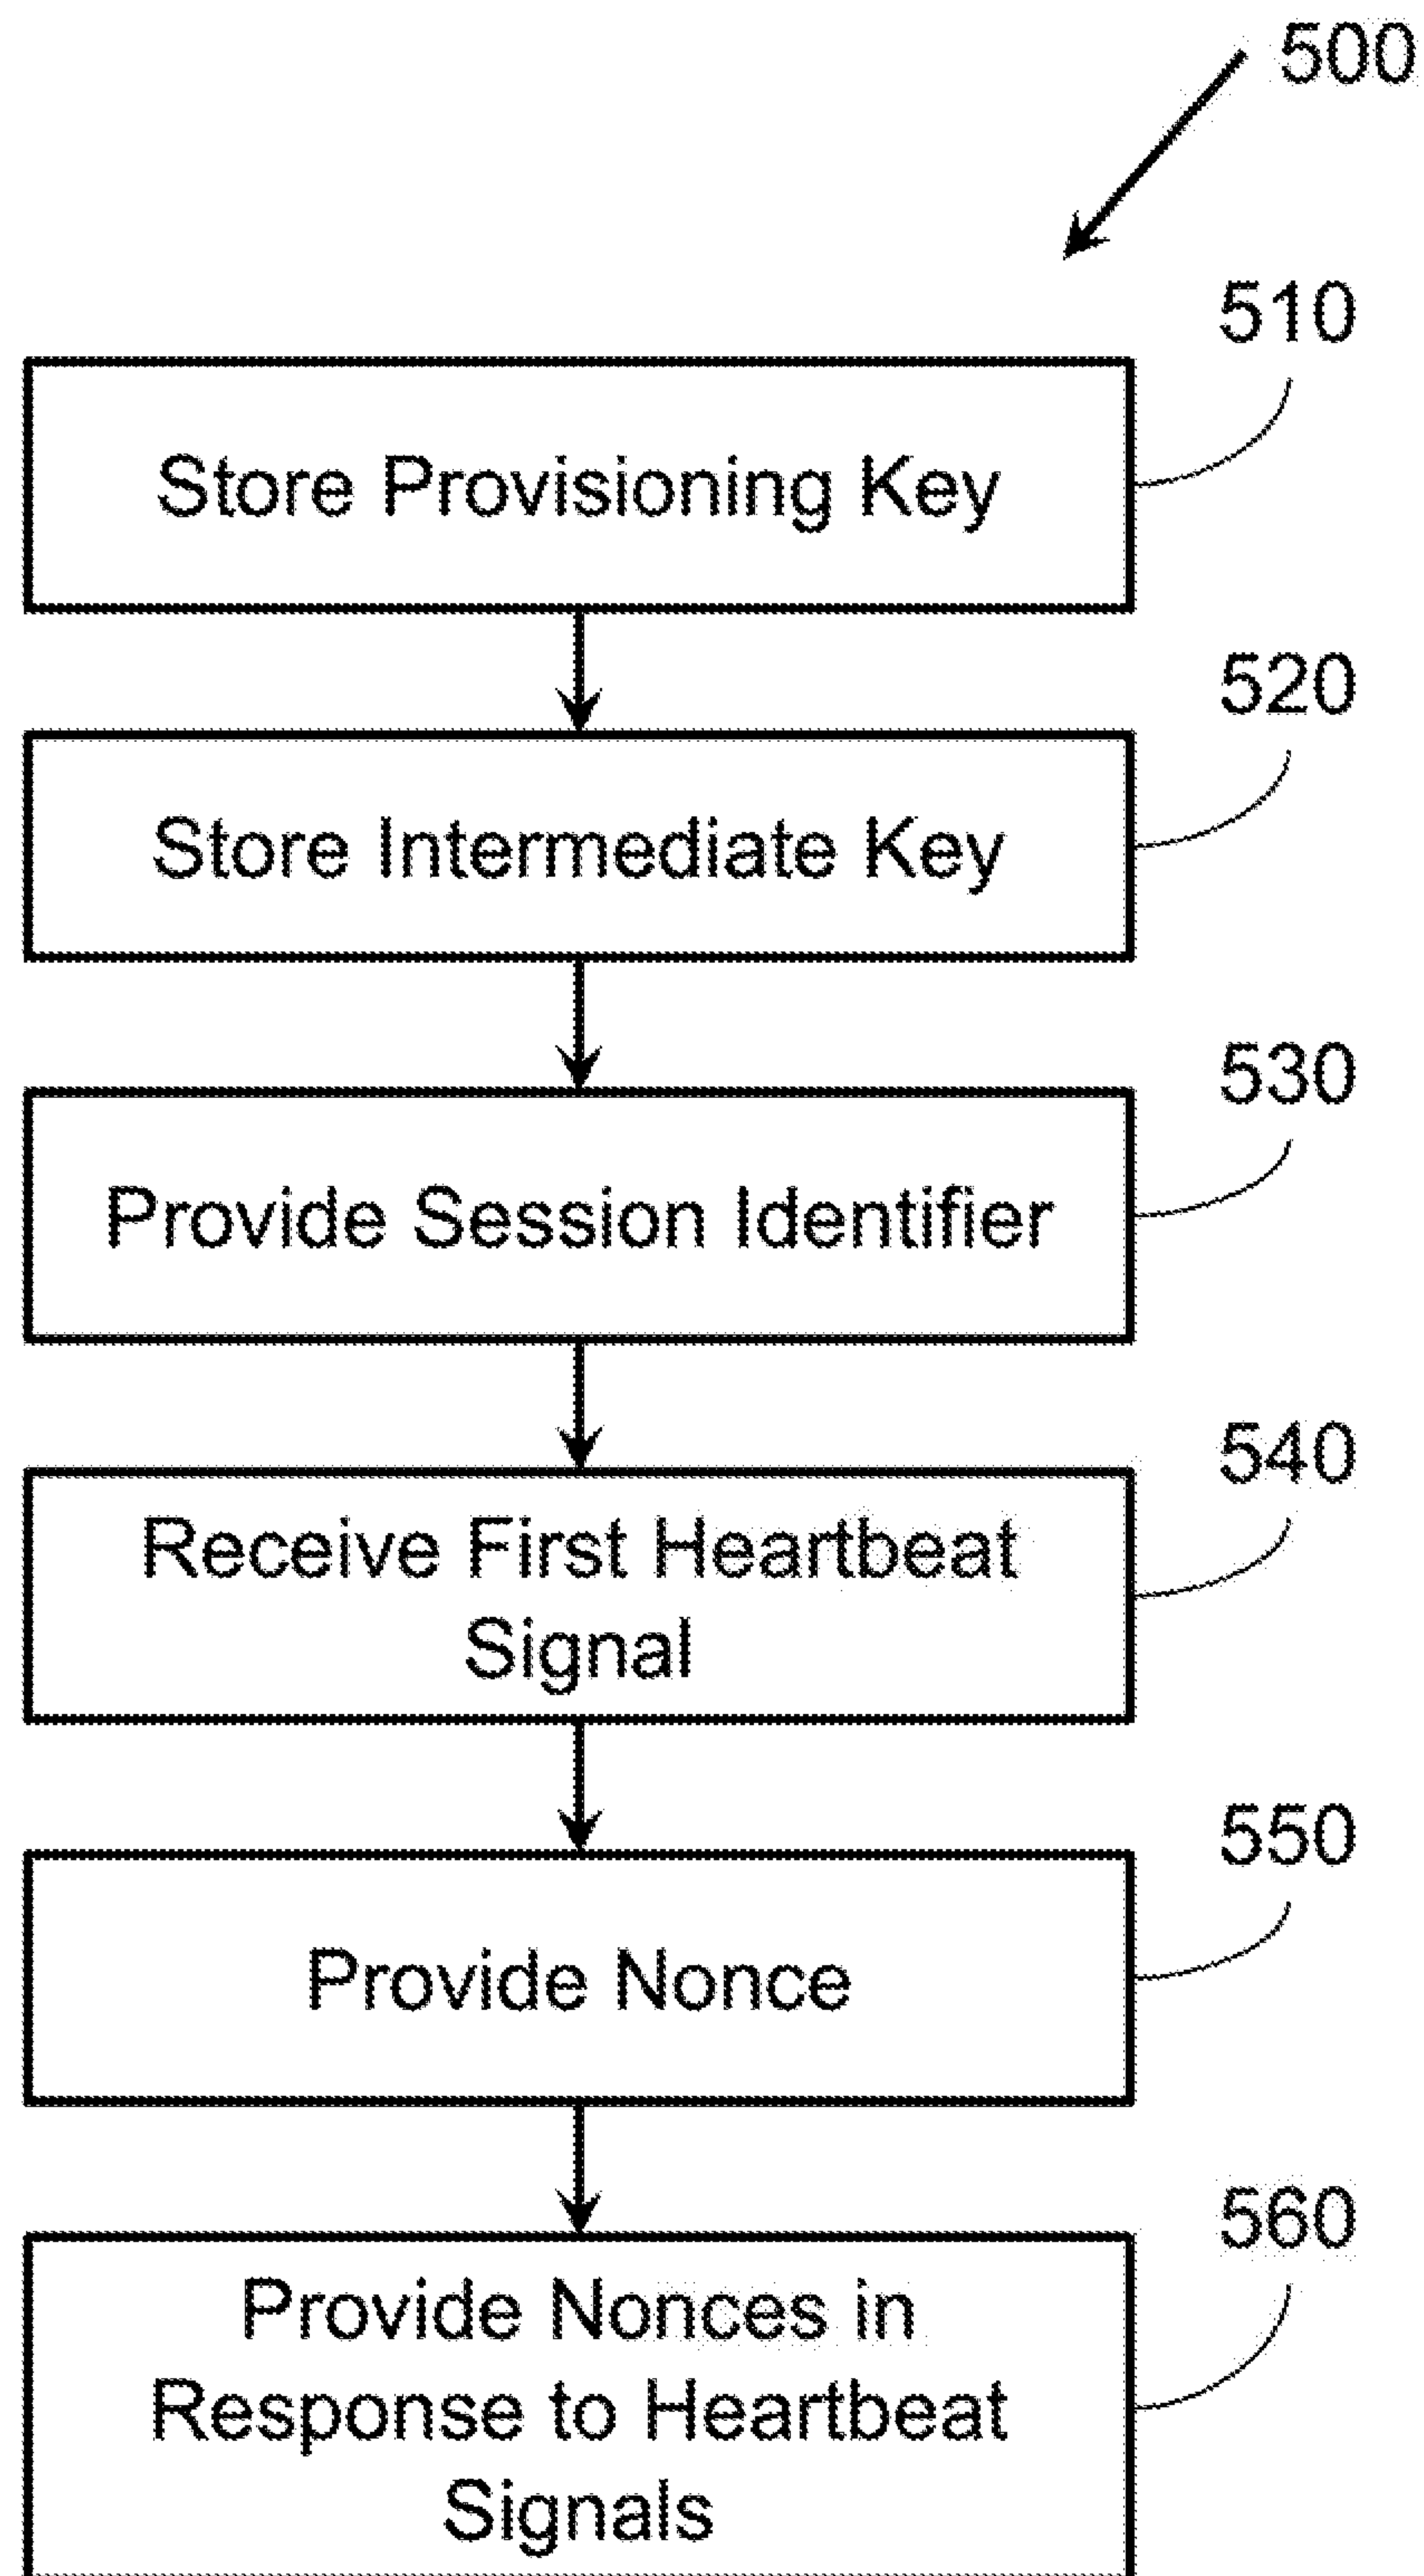 500
510
Store Provisioning Key
520
Store Intermediate Key
530
Provide Session Identifier
540
Receive First Heartbeat
Signal
550
Provide Nonce
560
Provide Nonces in
Response to Heartbeat
Signals